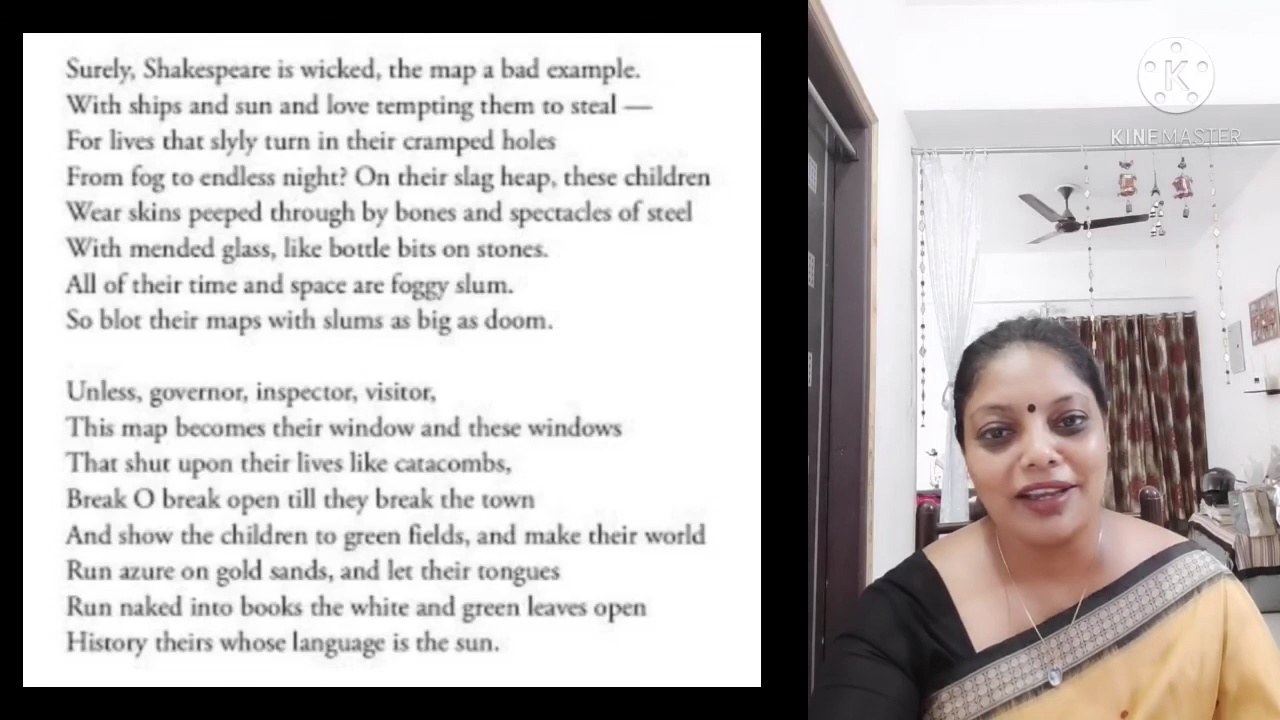 Surely, Shakespeare is wicked, the map a bad example.
With ships and sun and love tempting them to steal —
For lives that slyly turn in their cramped holes
From fog to endless night? On their slag heap, these children
Wear skins peeped through by bones and spectacles of steel
With mended glass, like bottle bits on stones.
All of their time and space are foggy slum.
So blot their maps with slums as big as doom.
Unless, governor, inspector, visitor,
This map becomes their window and these windows
That shut upon their lives like catacombs,
Break O break open till they break the town
And show the children to green fields, and make their world
Run azure on gold sands, and let their tongues
Run naked into books the white and green leaves open
History theirs whose language is the sun.
K
KINEMASTER